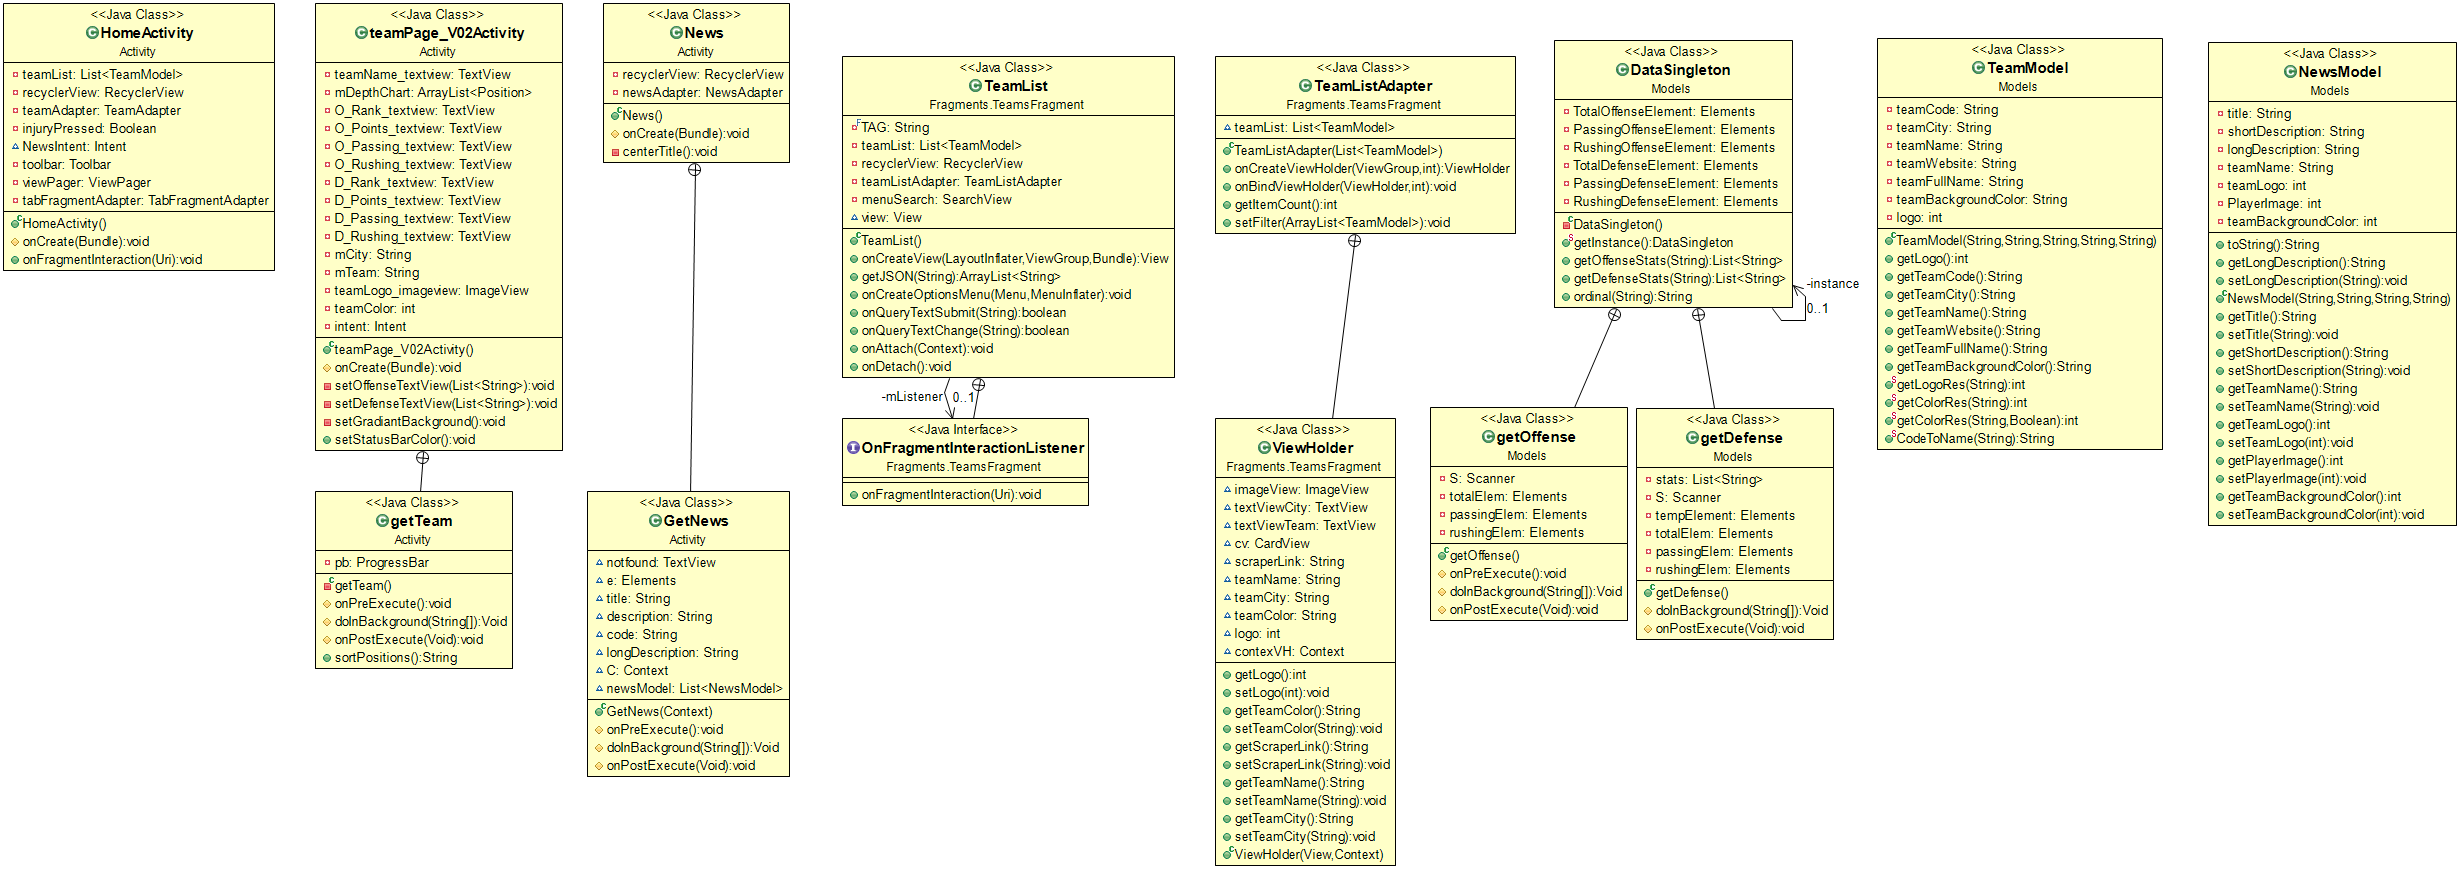 <<Java Class>>
HomeActivity
Activity
teamList: List<TeamModel>
recyclerView: RecyclerView
teamAdapter: TeamAdapter
injuryPressed: Boolean
NewsIntent: Intent
toolbar: Toolbar
viewPager: ViewPager
tabFragmentAdapter: TabFragmentAdapter
HomeActivity()
onCreate(Bundle):void
onFragmentInteraction(Uri):void
<<Java Class>>
teamPage_V02Activity
Activity
teamName_textview: TextView
mDepthChart: ArrayList<Position>
O_Rank_textview: TextView
O_Points_textview: TextView
O_Passing_textview: TextView
O_Rushing_textview: TextView
D_Rank_textview: TextView
D_Points_textview: TextView
D_Passing_textview: TextView
D_Rushing_textview: TextView
mCity: String
mTeam: String
teamLogo_imageview: ImageView
teamColor: int
intent: Intent
teamPage_V02Activity()
onCreate(Bundle):void
setOffenseTextView(List<String>):void
setDefenseTextView(List<String>):void
setGradiantBackground():void
setStatusBarColor():void
<<Java Class>>
getTeam
Activity
pb: ProgressBar
getTeam()
onPreExecute():void
doInBackground(String[]):Void
onPostExecute(Void):void
sortPositions():String
<<Java Class>>
News
Activity
recyclerView: RecyclerView
newsAdapter: NewsAdapter
News()
onCreate(Bundle):void
centerTitle():void
<<Java Class>>
GetNews
Activity
notfound: TextView
e: Elements
title: String
description: String
code: String
longDescription: String
C: Context
newsModel: List<NewsModel>
GetNews(Context)
onPreExecute():void
doInBackground(String[]):Void
onPostExecute(Void):void
<<Java Class>>
TeamList
Fragments.TeamsFragment
TAG: String
teamList: List<TeamModel>
recyclerView: RecyclerView
teamListAdapter: TeamListAdapter
menuSearch: SearchView
view: View
TeamList()
onCreateView(LayoutInflater,ViewGroup,Bundle):View
getJSON(String):ArrayList<String>
onCreateOptionsMenu(Menu,MenuInflater):void
onQueryTextSubmit(String):boolean
onQueryTextChange(String):boolean
onAttach(Context):void
onDetach():void
-mListener
0..1
<<Java Interface>>
OnFragmentInteractionListener
Fragments.TeamsFragment
onFragmentInteraction(Uri):void
<<Java Class>>
TeamListAdapter
Fragments.TeamsFragment
teamList: List<TeamModel>
TeamListAdapter(List<TeamModel>)
onCreateViewHolder(ViewGroup,int):ViewHolder
onBindViewHolder(ViewHolder,int):void
getItemCount():int
setFilter(ArrayList<TeamModel>):void
<<Java Class>>
ViewHolder
Fragments.TeamsFragment
imageView: ImageView
textViewCity: TextView
textViewTeam: TextView
cv: CardView
scraperLink: String
teamName: String
teamCity: String
teamColor: String
logo: int
contexVH: Context
getLogo():int
setLogo(int):void
getTeamColor():String
setTeamColor(String):void
getScraperLink():String
setScraperLink(String):void
getTeamName():String
setTeamName(String):void
getTeamCity():String
setTeamCity(String):void
ViewHolder(View,Context)
<<Java Class>>
DataSingleton
Models
TotalOffenseElement: Elements
PassingOffenseElement: Elements
RushingOffenseElement: Elements
TotalDefenseElement: Elements
PassingDefenseElement: Elements
RushingDefenseElement: Elements
DataSingleton()
getInstance():DataSingleton
getOffenseStats(String):List<String>
getDefenseStats(String):List<String>
ordinal(String):String
-instance
0..1
<<Java Class>>
getOffense
Models
S: Scanner
totalElem: Elements
passingElem: Elements
rushingElem: Elements
getOffense()
onPreExecute():void
doInBackground(String[]):Void
onPostExecute(Void):void
<<Java Class>>
getDefense
Models
stats: List<String>
S: Scanner
tempElement: Elements
totalElem: Elements
passingElem: Elements
rushingElem: Elements
getDefense()
doInBackground(String[]):Void
onPostExecute(Void):void
<<Java Class>>
TeamModel
Models
teamCode: String
teamCity: String
teamName: String
teamWebsite: String
teamFullName: String
teamBackgroundColor: String
logo: int
TeamModel(String,String,String,String,String)
getLogo():int
getTeamCode():String
getTeamCity():String
getTeamName():String
getTeamWebsite():String
getTeamFullName():String
getTeamBackgroundColor():String
getLogoRes(String):int
getColorRes(String):int
getColorRes(String,Boolean):int
CodeToName(String):String
<<Java Class>>
NewsModel
Models
title: String
shortDescription: String
longDescription: String
teamName: String
teamLogo: int
PlayerImage: int
teamBackgroundColor: int
toString():String
getLongDescription():String
setLongDescription(String):void
NewsModel(String,String,String,String)
getTitle():String
setTitle(String):void
getShortDescription():String
setShortDescription(String):void
getTeamName():String
setTeamName(String):void
getTeamLogo():int
setTeamLogo(int):void
getPlayerImage():int
setPlayerImage(int):void
getTeamBackgroundColor():int
setTeamBackgroundColor(int):void